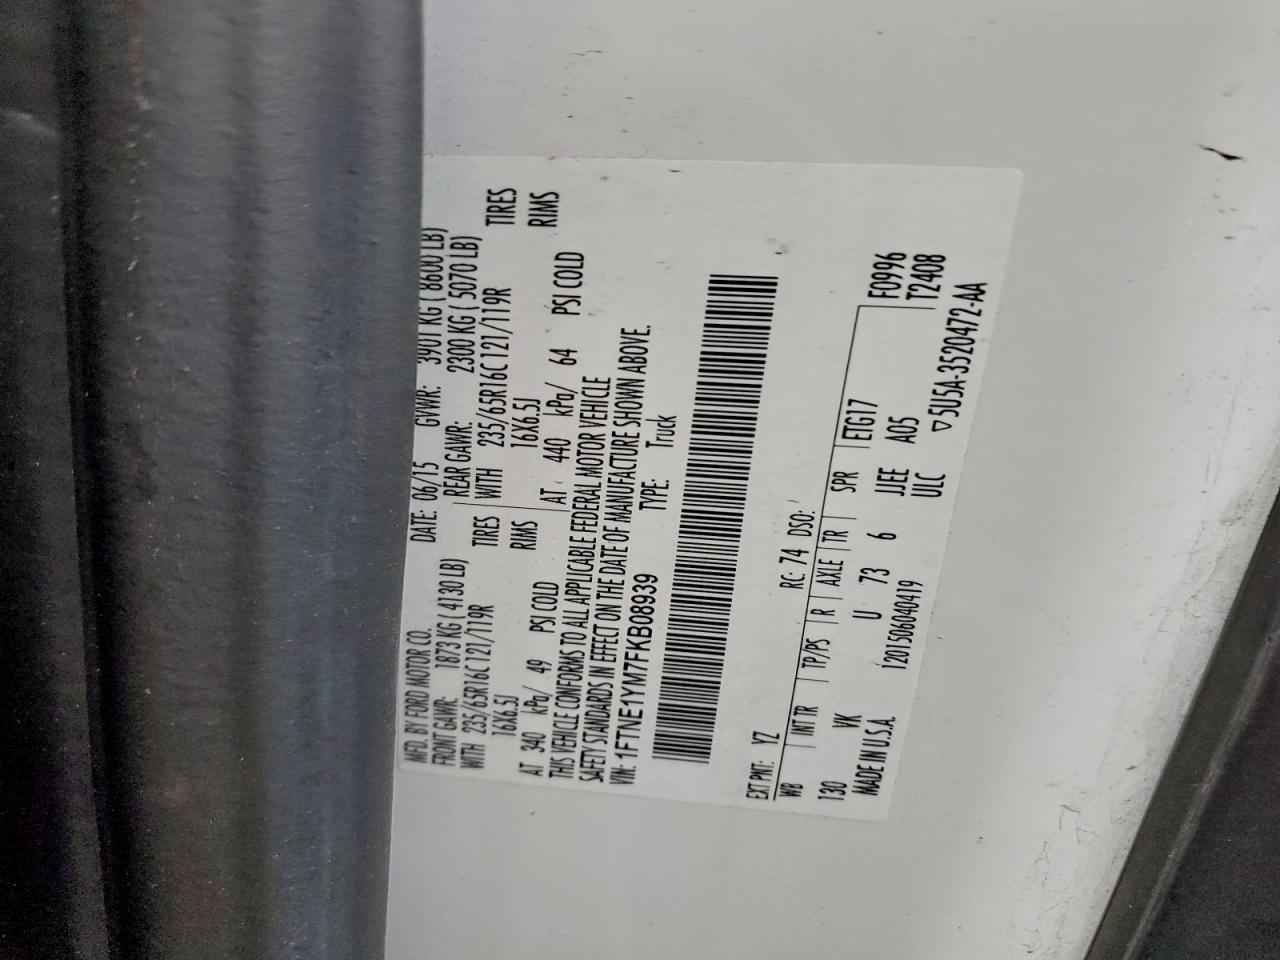 MFD. BY FORD MOTOR CO.
DATE: 06/15 GVWR: 3901 KG ( 8600 LB)
FRONT GAWR: 1873 KG 4130 LB)
REAR GAWR: 2300 KG ( 5070 LB)
WITH 235/65R16C 121/119R TIRES
WITH 235/65R16C 121/119R TIRES
16X6.5J RIMS
16X6.5J RIMS
AT 340 kPa/ 49 PSI COLD
AT 440 kPa/ 64 PSI COLD
THIS VEHICLE CONFORMS TO ALL APPLICABLE FEDERAL MOTOR VEHICLE
SAFETY STANDARDS IN EFFECT ON THE DATE OF MANUFACTURE SHOWN ABOVE.
VIN: 1FTNE1YM7FKB08939
TYPE: Truck
EXT PNT: YZ RC: 74 DSO:
WB INT TR TP/PS R AXLE TR SPR ETG17 F0996
130 VK U 73 6 JJEE A05 T2408
MADE IN U.S.A. 12015060404 19 ULC ▽5U5A-3520472-AA